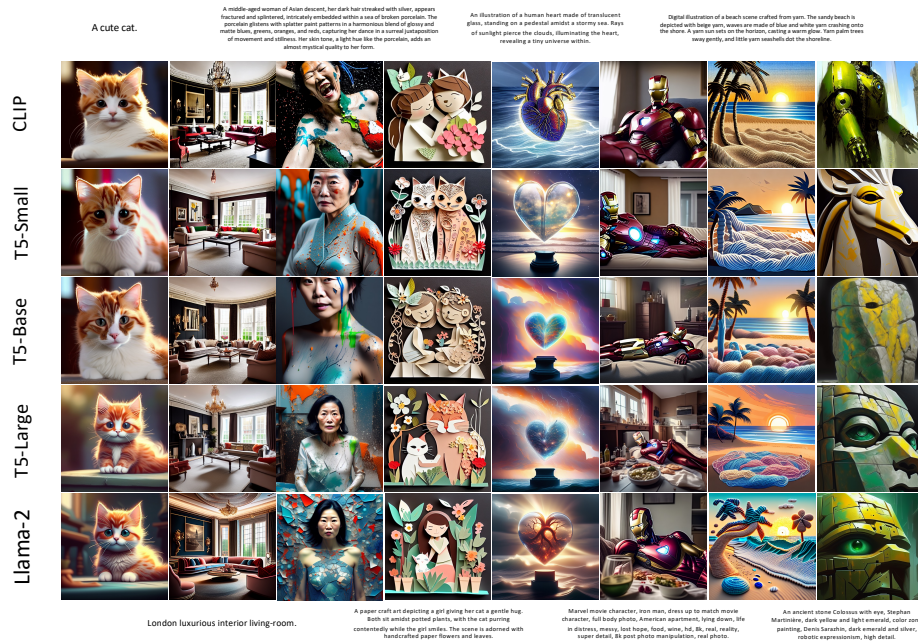 A cute cat.
A middle-aged woman of Asian descent, her dark hair streaked with silver, appears
fractured and splintered, intricately embedded within a sea of broken porcelain. The
porcelain glistens with splatter paint patterns in a harmonious blend of glossy and
matte blues, greens, oranges, and reds, capturing her dance in a surreal juxtaposition
of movement and stillness. Her skin tone, a light hue like the porcelain, adds an
almost mystical quality to her form.
An illustration of a human heart made of translucent
glass, standing on a pedestal amidst a stormy sea. Rays
of sunlight pierce the clouds, illuminating the heart,
revealing a tiny universe within.
Digital illustration of a beach scene crafted from yarn. The sandy beach is
depicted with beige yarn, waves are made of blue and white yarn crashing onto
the shore. A yarn sun sets on the horizon, casting a warm glow. Yarn palm trees
sway gently, and little yarn seashells dot the shoreline.
CLIP
T5-Small
T5-Base
T5-Large
Llama-2
London luxurious interior living-room.
A paper craft art depicting a girl giving her cat a gentle hug.
Both sit amidst potted plants, with the cat purring
contentedly while the girl smiles. The scene is adorned with
handcrafted paper flowers and leaves.
Marvel movie character, iron man, dress up to match movie
character, full body photo, American apartment, lying down, life
in distress, messy, lost hope, food, wine, hd, 8k, real, reality,
super detail, 8k post photo manipulation, real photo.
An ancient stone Colossus with eye, Stephan
Martinière, dark yellow and light emerald, color zone
painting, Denis Sarazhin, dark emerald and silver,
robotic expressionism, high detail.